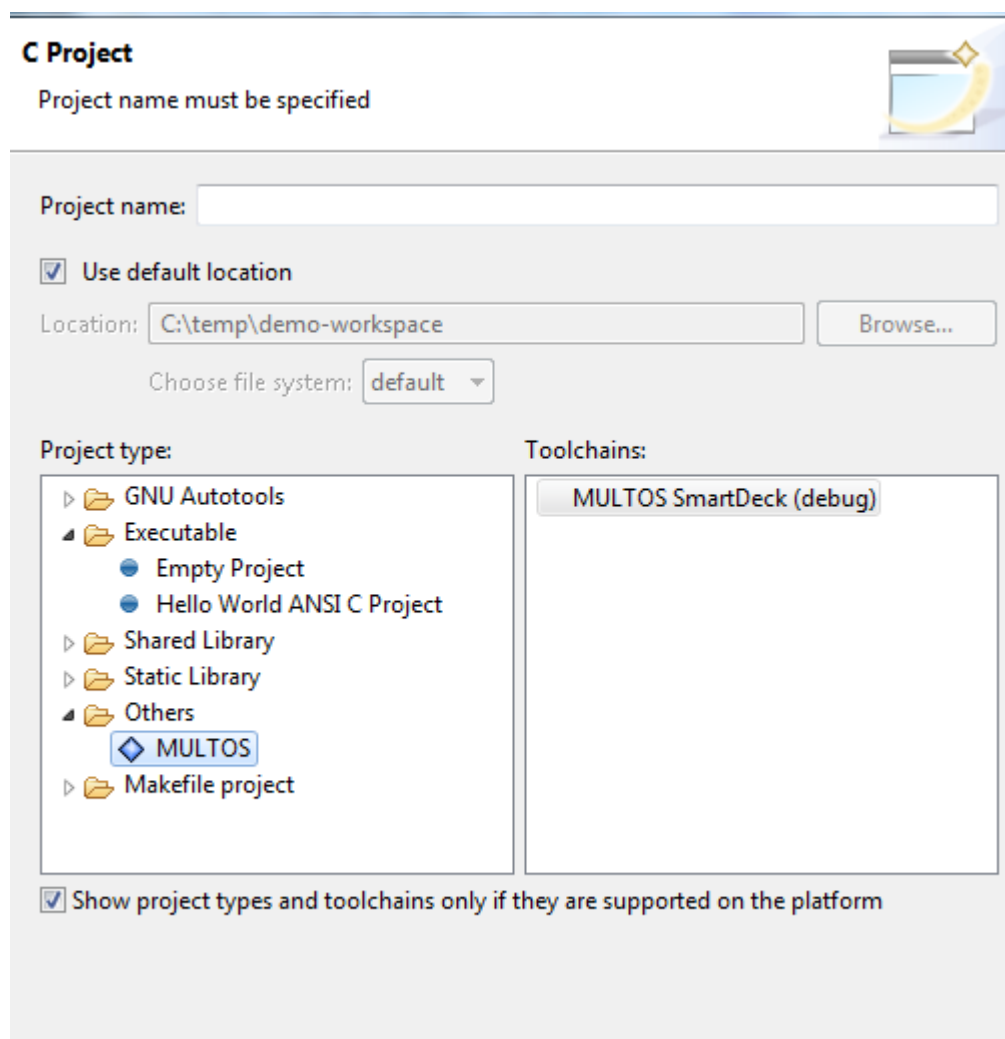 C Project
Project name must be specified
Project name:
Use default location
Location: C:\temp\demo-workspace Browse...
Choose file system: default
Project type: Toolchains:
GNU Autotools MULTOS SmartDeck (debug)
Executable
Empty Project
Hello World ANSI C Project
Shared Library
Static Library
Others
MULTOS
Makefile project
Show project types and toolchains only if they are supported on the platform